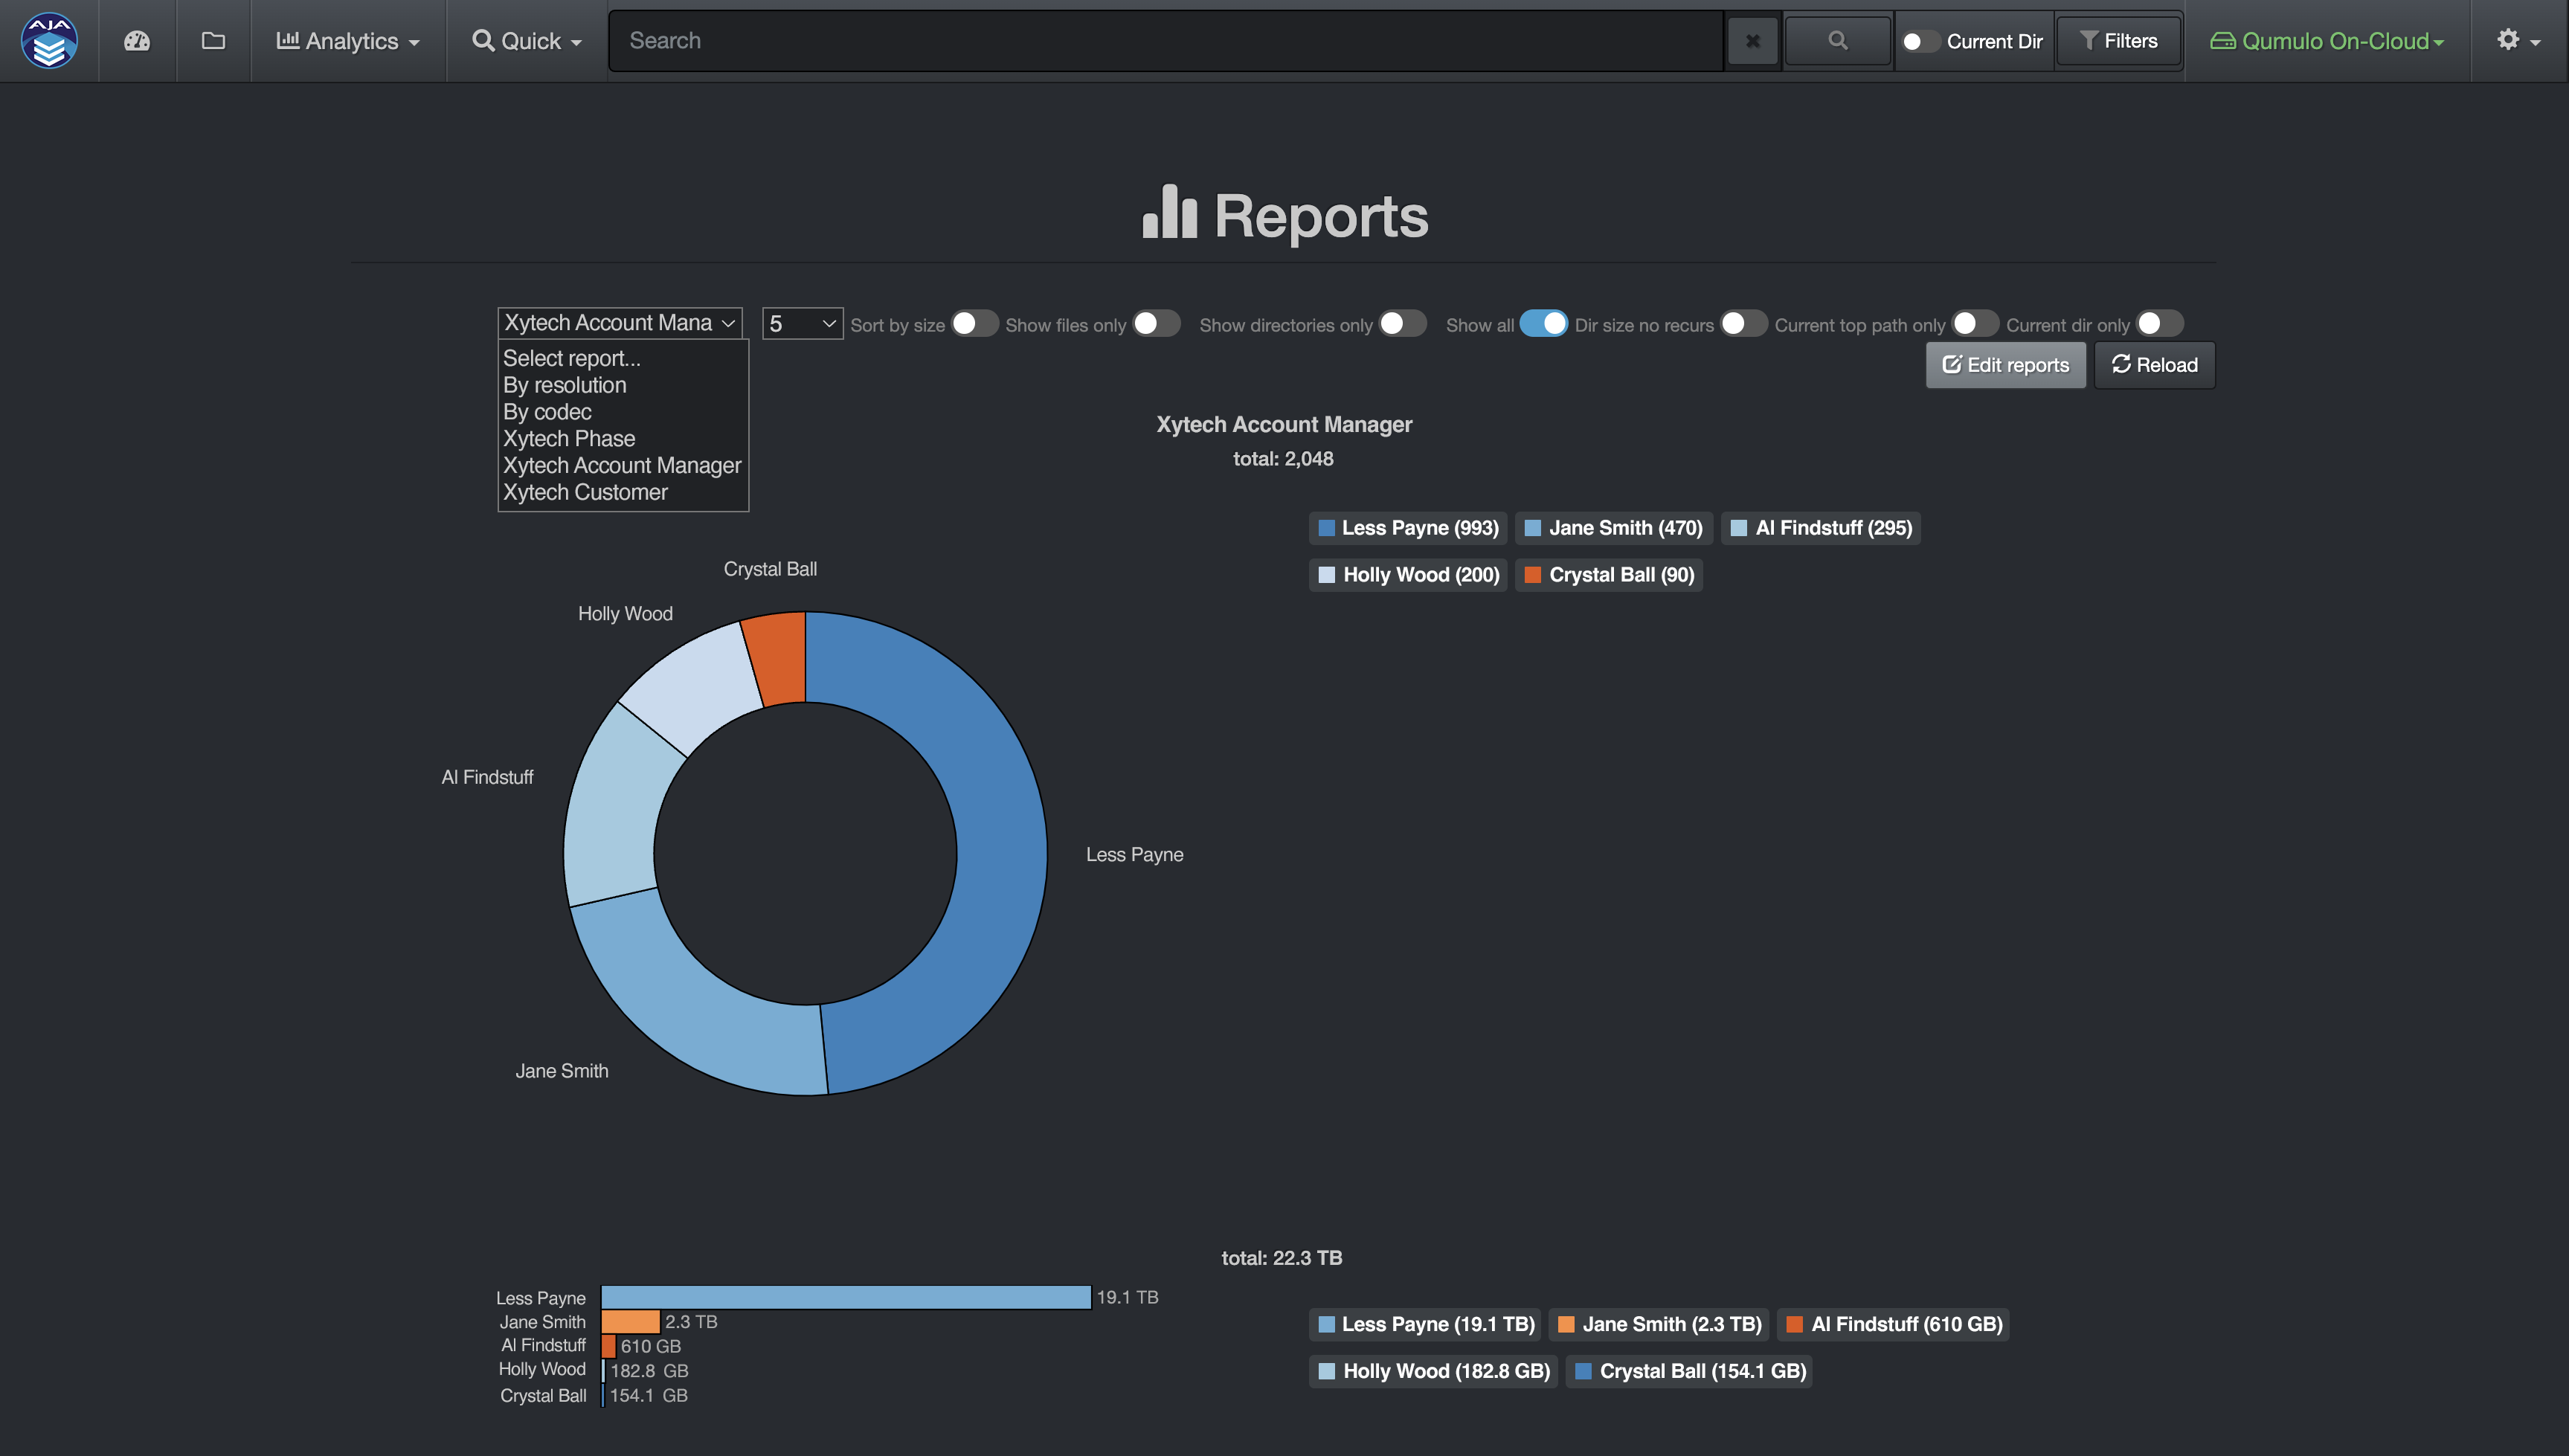 AJA
Analytics
Quick
Search
Current Dir
Filters
Qumulo On-Cloud
Reports
Xytech Account Mana
5
Sort by size
Show files only
Show directories only
Show all
Dir size no recurs
Current top path only
Current dir only
Select report...
By resolution
By codec
Xytech Phase
Xytech Account Manager
Xytech Customer
Edit reports
Reload
Xytech Account Manager
total: 2,048
Less Payne (993)
Jane Smith (470)
Al Findstuff (295)
Holly Wood (200)
Crystal Ball (90)
Crystal Ball
Holly Wood
Al Findstuff
Less Payne
Jane Smith
total: 22.3 TB
Less Payne 19.1 TB
Jane Smith 2.3 TB
Al Findstuff 610 GB
Holly Wood 182.8 GB
Crystal Ball 154.1 GB
Less Payne (19.1 TB)
Jane Smith (2.3 TB)
Al Findstuff (610 GB)
Holly Wood (182.8 GB)
Crystal Ball (154.1 GB)